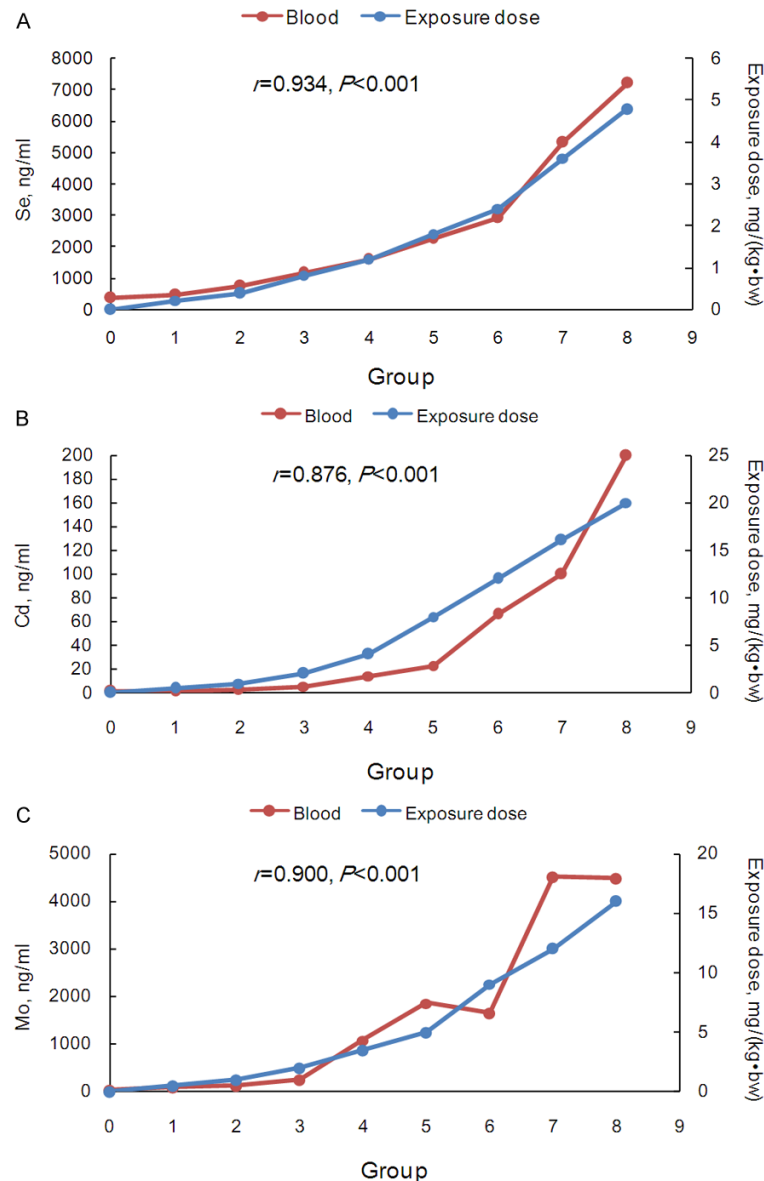 A
Blood Exposure dose
8000 6
r=0.934, P<0.001
7000
5
6000
4
5000
4000
3
3000
2
2000
1
1000
0 0
Se, ng/ml
Exposure dose, mg/(kg•bw)
0 1 2 3 4 5 6 7 8 9
Group
B
Blood Exposure dose
200 25
r=0.876, P<0.001
180
160 20
140
120 15
100
80 10
60
40 5
20
0 0
Cd, ng/ml
Exposure dose, mg/(kg•bw)
0 1 2 3 4 5 6 7 8 9
Group
C
Blood Exposure dose
5000 20
r=0.900, P<0.001
4000
15
3000
10
2000
5
1000
0 0
Mo, ng/ml
Exposure dose, mg/(kg•bw)
0 1 2 3 4 5 6 7 8 9
Group